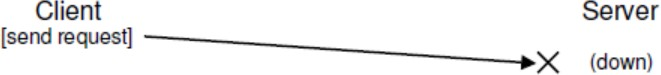 Client
Server
[send request]
(down)